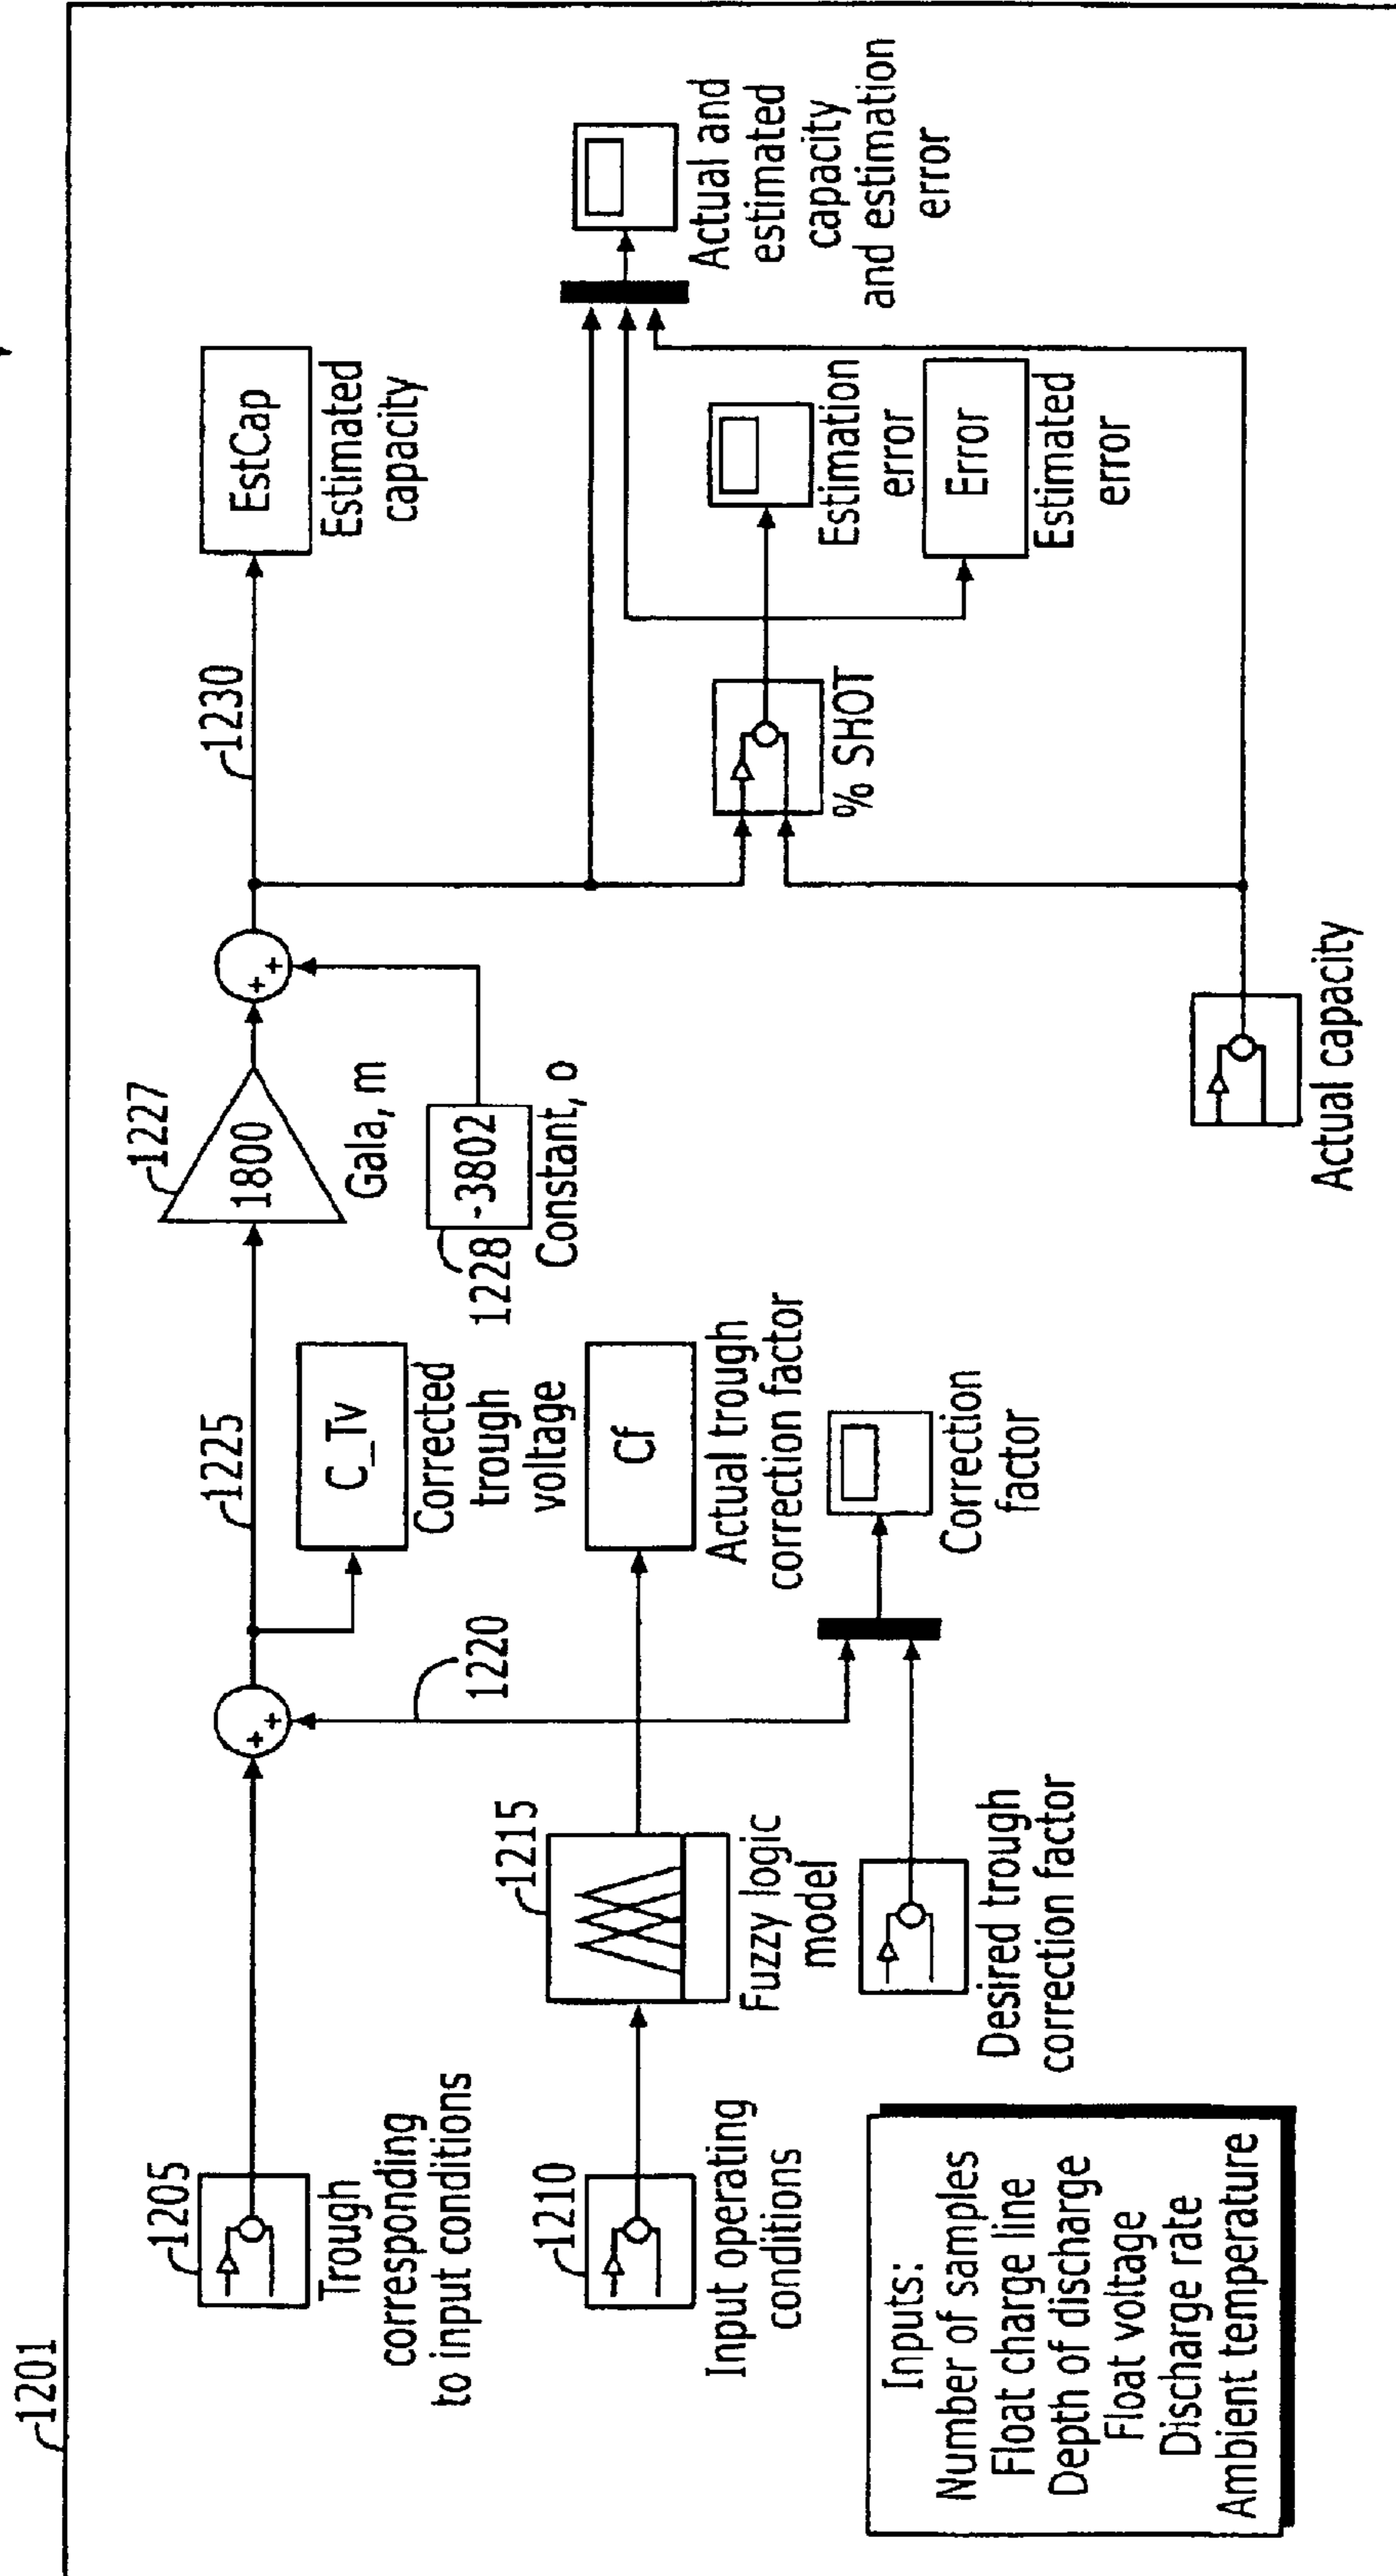 1201
1205
Trough
corresponding
to input conditions
1210
Input operating
conditions
Inputs:
Number of samples
Float charge line
Depth of discharge
Float voltage
Discharge rate
Ambient temperature
1215
Fuzzy logic
model
Desired trough
correction factor
+
+
1220
1225
C_Tv
Corrected
trough
voltage
Cf
Actual trough
correction factor
Correction
factor
1227
1800
Gala, m
1228
-3802
Constant, o
+
+
1230
EstCap
Estimated
capacity
% SHOT
Estimation
error
Error
Estimated
error
Actual and
estimated
capacity
and estimation
error
Actual capacity